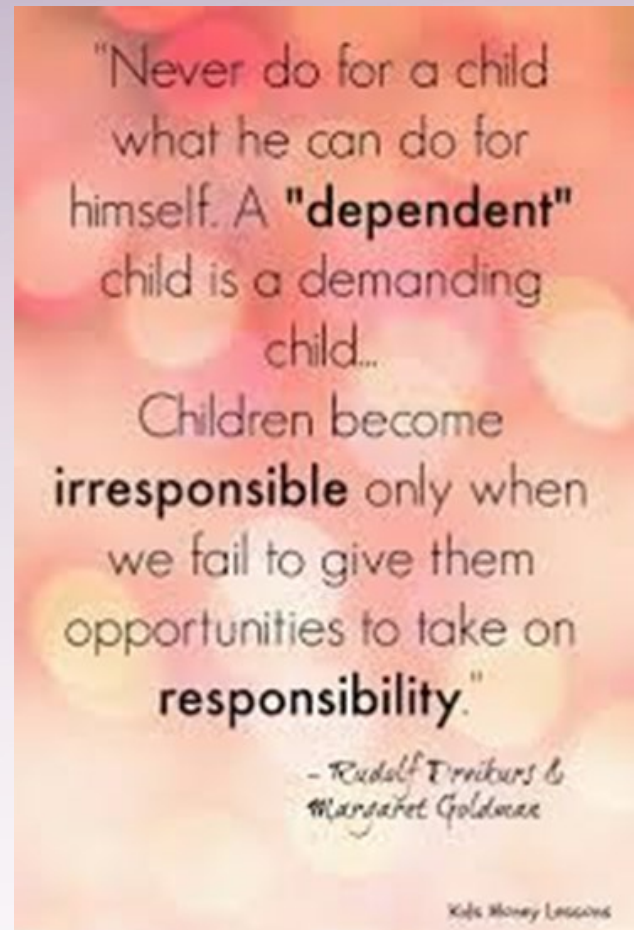 "Never do for a child
what he can do for
himself. A "dependent"
child is a demanding
child...
Children become
irresponsible only when
we fail to give them
opportunities to take on
responsibility."
- Rudolf Dreikurs &
Margaret Goldman
Kids Money Lessons